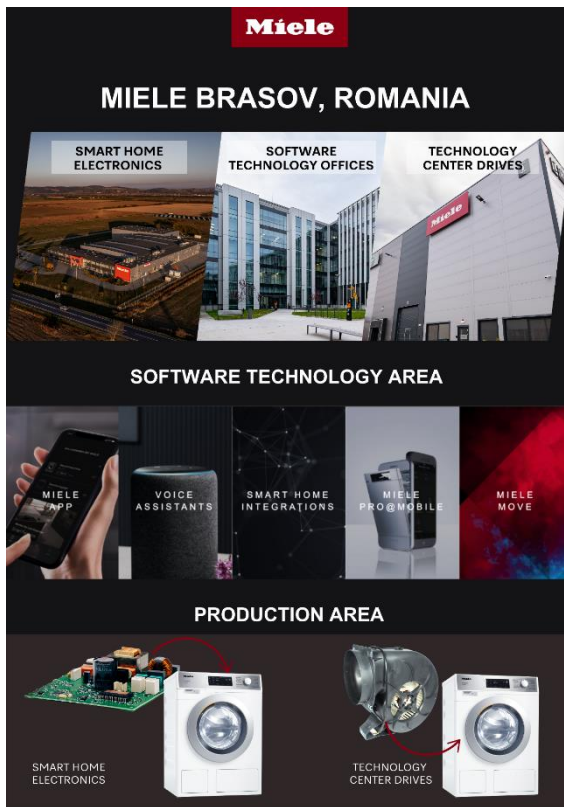 Miele
MIELE BRASOV, ROMANIA
SMART HOME
ELECTRONICS
SOFTWARE
TECHNOLOGY OFFICES
TECHNOLOGY
CENTER DRIVES
Miele
SOFTWARE TECHNOLOGY AREA
MIELE
APP
VOICE
ASSISTANTS
SMART HOME
INTEGRATIONS
MIELE
PRO@MOBILE
MIELE
MOVE
PRODUCTION AREA
SMART HOME
ELECTRONICS
TECHNOLOGY
CENTER DRIVES